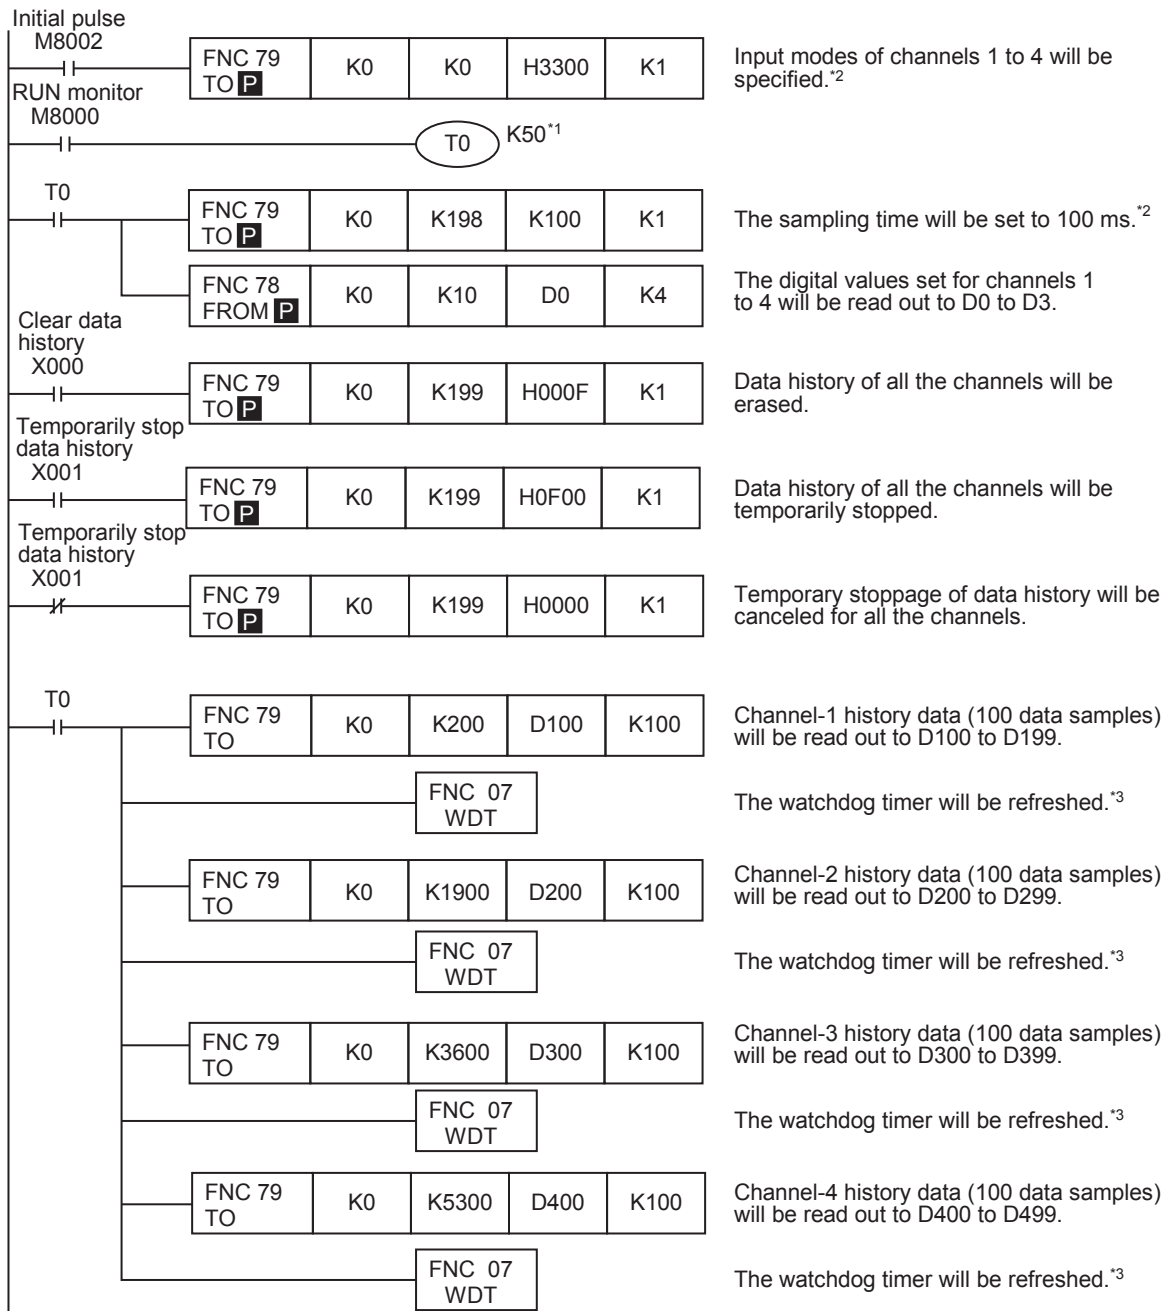 Initial pulse
M8002
FNC 79
TO P
K0
K0
H3300
K1
Input modes of channels 1 to 4 will be
specified.*2
RUN monitor
M8000
T0
K50*1
T0
FNC 79
TO P
K0
K198
K100
K1
The sampling time will be set to 100 ms.*2
FNC 78
FROM P
K0
K10
D0
K4
The digital values set for channels 1
to 4 will be read out to D0 to D3.
Clear data
history
X000
FNC 79
TO P
K0
K199
H000F
K1
Data history of all the channels will be
erased.
Temporarily stop
data history
X001
FNC 79
TO P
K0
K199
H0F00
K1
Data history of all the channels will be
temporarily stopped.
Temporarily stop
data history
X001
FNC 79
TO P
K0
K199
H0000
K1
Temporary stoppage of data history will be
canceled for all the channels.
T0
FNC 79
TO
K0
K200
D100
K100
Channel-1 history data (100 data samples)
will be read out to D100 to D199.
FNC 07
WDT
The watchdog timer will be refreshed.*3
FNC 79
TO
K0
K1900
D200
K100
Channel-2 history data (100 data samples)
will be read out to D200 to D299.
FNC 07
WDT
The watchdog timer will be refreshed.*3
FNC 79
TO
K0
K3600
D300
K100
Channel-3 history data (100 data samples)
will be read out to D300 to D399.
FNC 07
WDT
The watchdog timer will be refreshed.*3
FNC 79
TO
K0
K5300
D400
K100
Channel-4 history data (100 data samples)
will be read out to D400 to D499.
FNC 07
WDT
The watchdog timer will be refreshed.*3